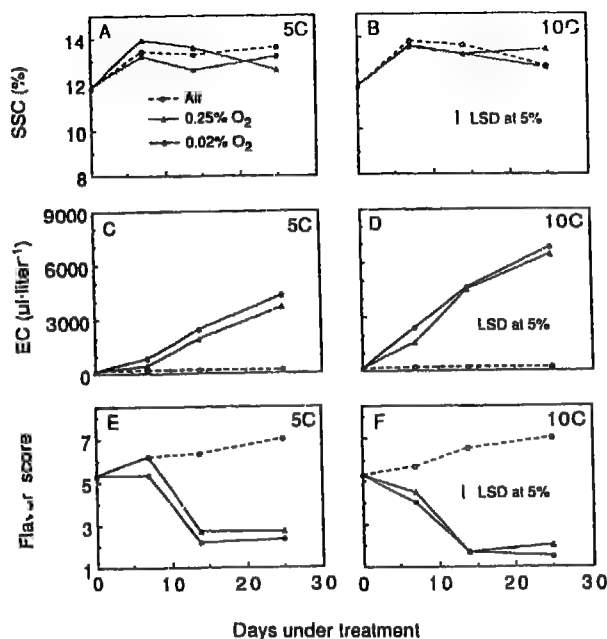 A 5C
B 10C
14
12
10
8
SSC (%)
Air
0.25% O₂
0.02% O₂
LSD at 5%
C 5C
D 10C
9000
6000
3000
0
EC (µl·liter⁻¹)
LSD at 5%
E 5C
F 10C
7
5
3
1
Flavor score
LSD at 5%
0 10 20 30 0 10 20 30
Days under treatment